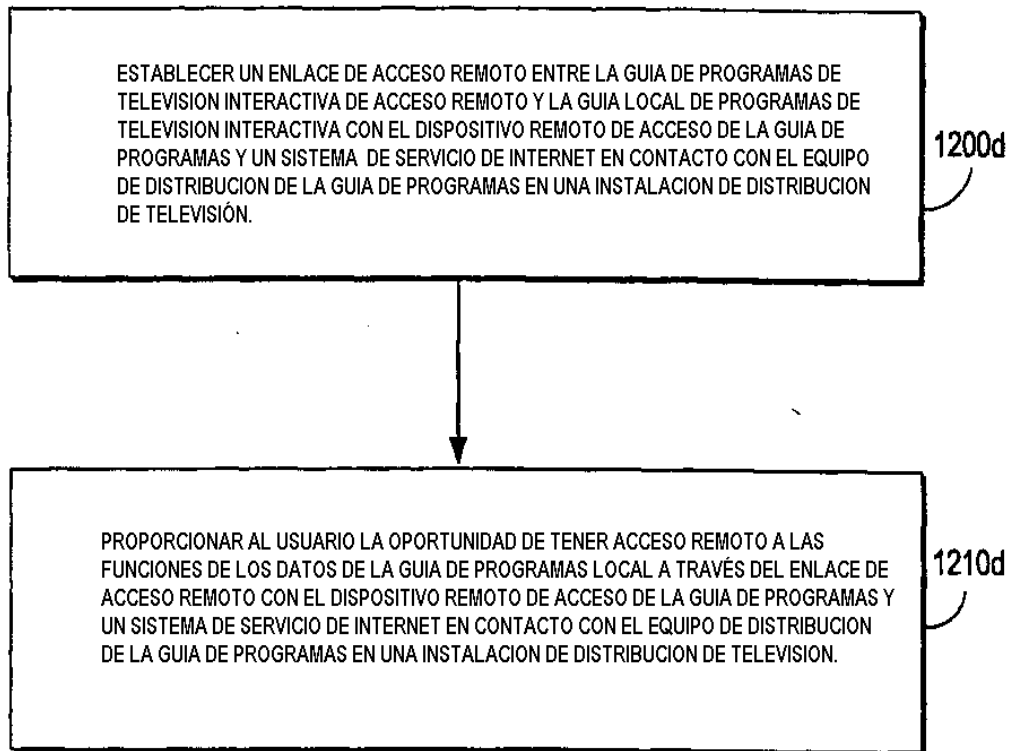 ESTABLECER UN ENLACE DE ACCESO REMOTO ENTRE LA GUIA DE PROGRAMAS DE
TELEVISION INTERACTIVA DE ACCESO REMOTO Y LA GUIA LOCAL DE PROGRAMAS DE
TELEVISION INTERACTIVA CON EL DISPOSITIVO REMOTO DE ACCESO DE LA GUIA DE
PROGRAMAS Y UN SISTEMA DE SERVICIO DE INTERNET EN CONTACTO CON EL EQUIPO
DE DISTRIBUCION DE LA GUIA DE PROGRAMAS EN UNA INSTALACION DE DISTRIBUCION
DE TELEVISIÓN.
1200d
PROPORCIONAR AL USUARIO LA OPORTUNIDAD DE TENER ACCESO REMOTO A LAS
FUNCIONES DE LOS DATOS DE LA GUIA DE PROGRAMAS LOCAL A TRAVÉS DEL ENLACE DE
ACCESO REMOTO CON EL DISPOSITIVO REMOTO DE ACCESO DE LA GUIA DE PROGRAMAS Y
UN SISTEMA DE SERVICIO DE INTERNET EN CONTACTO CON EL EQUIPO DE DISTRIBUCION
DE LA GUIA DE PROGRAMAS EN UNA INSTALACION DE DISTRIBUCION DE TELEVISION.
1210d